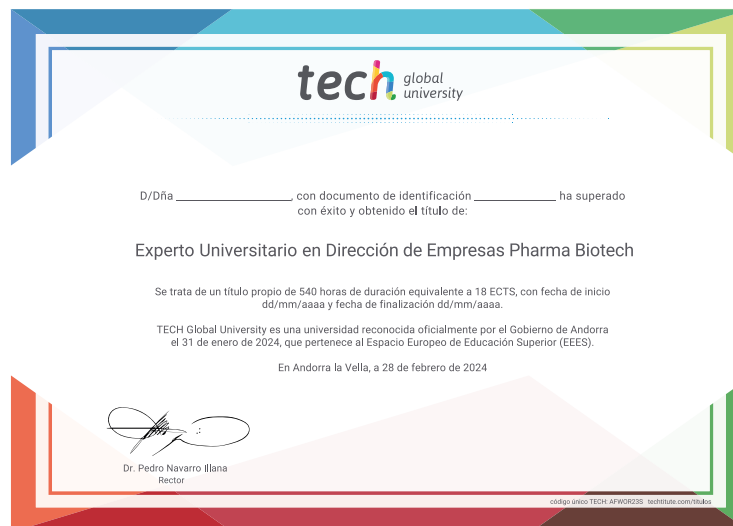 tech global university
D/Dña ____________________, con documento de identificación ______________ ha superado
con éxito y obtenido el título de:
Experto Universitario en Dirección de Empresas Pharma Biotech
Se trata de un título propio de 540 horas de duración equivalente a 18 ECTS, con fecha de inicio
dd/mm/aaaa y fecha de finalización dd/mm/aaaa.
TECH Global University es una universidad reconocida oficialmente por el Gobierno de Andorra
el 31 de enero de 2024, que pertenece al Espacio Europeo de Educación Superior (EEES).
En Andorra la Vella, a 28 de febrero de 2024
Dr. Pedro Navarro Illana
Rector
código único TECH: AFWOR23S techtitute.com/titulos